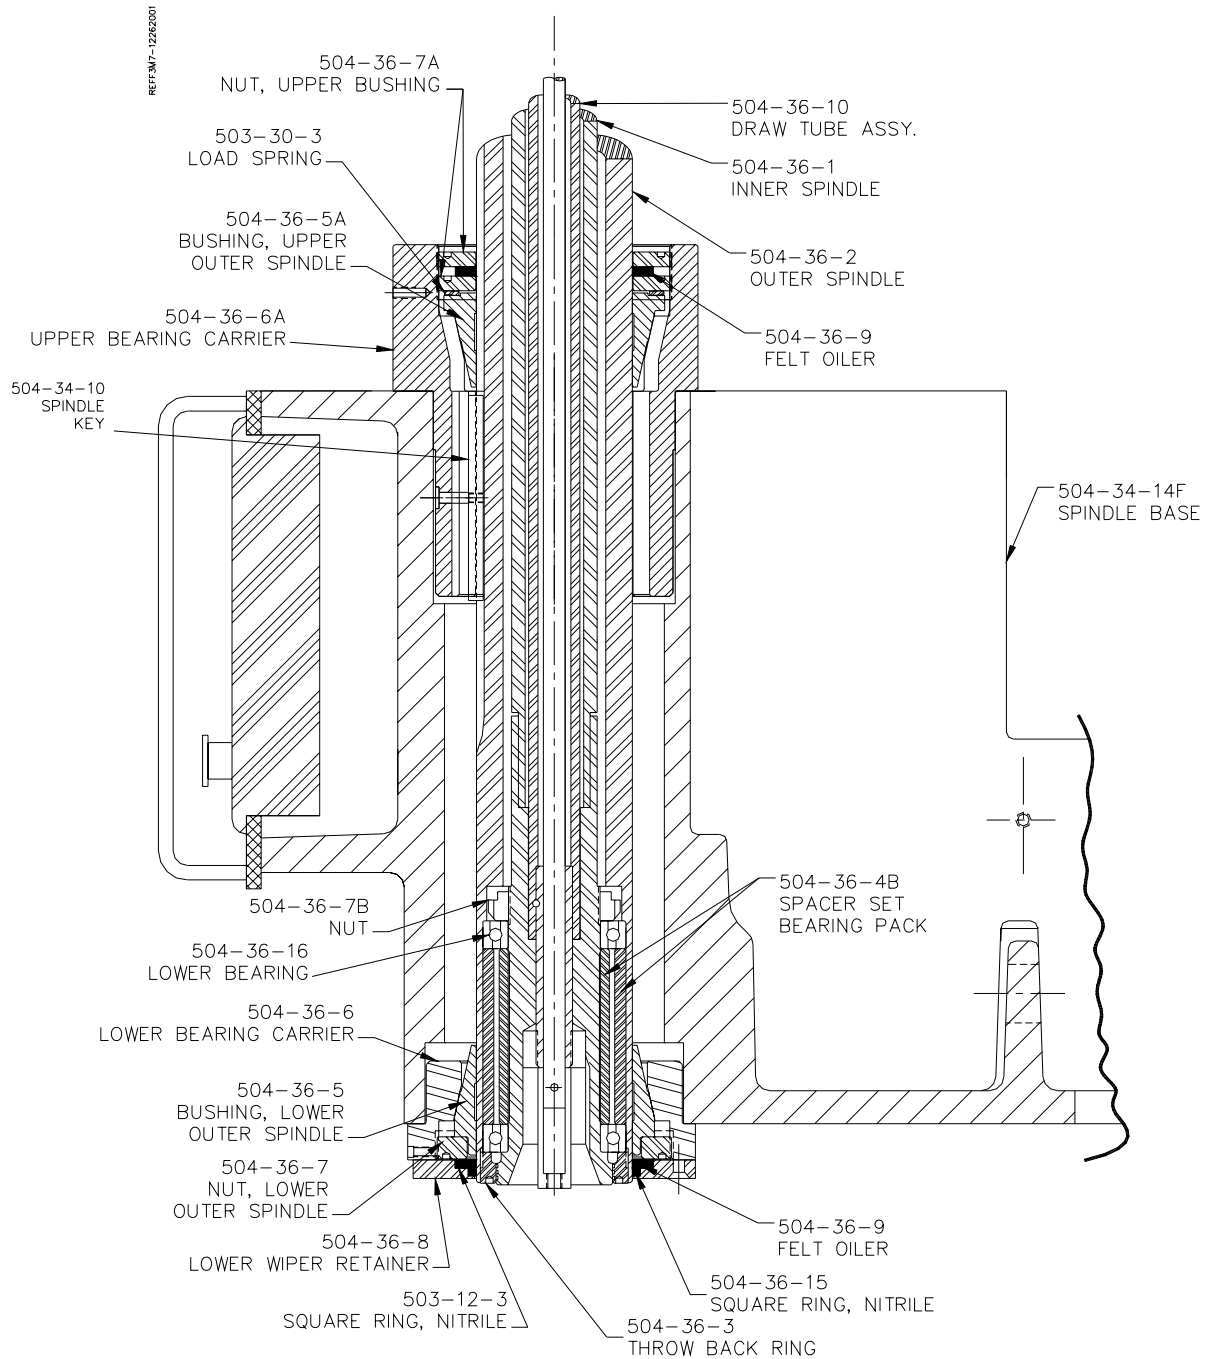 REFF3M7-12262001
504-36-7A
NUT, UPPER BUSHING
503-30-3
LOAD SPRING
504-36-5A
BUSHING, UPPER
OUTER SPINDLE
504-36-6A
UPPER BEARING CARRIER
504-34-10
SPINDLE
KEY
504-36-10
DRAW TUBE ASSY.
504-36-1
INNER SPINDLE
504-36-2
OUTER SPINDLE
504-36-9
FELT OILER
504-34-14F
SPINDLE BASE
504-36-7B
NUT
504-36-16
LOWER BEARING
504-36-6
LOWER BEARING CARRIER
504-36-5
BUSHING, LOWER
OUTER SPINDLE
504-36-7
NUT, LOWER
OUTER SPINDLE
504-36-8
LOWER WIPER RETAINER
503-12-3
SQUARE RING, NITRILE
504-36-4B
SPACER SET
BEARING PACK
504-36-9
FELT OILER
504-36-15
SQUARE RING, NITRILE
504-36-3
THROW BACK RING